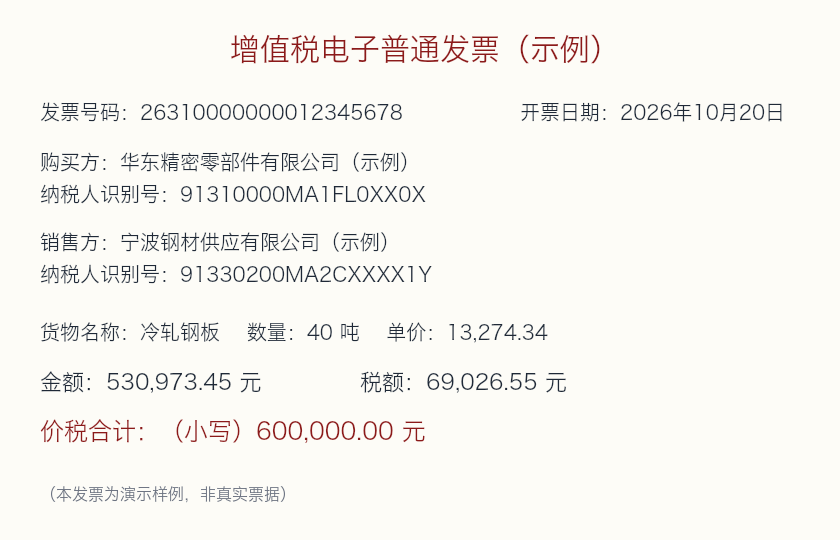 增值税电子普通发票（示例）
发票号码：26310000000012345678 开票日期：2026年10月20日
购买方：华东精密零部件有限公司（示例）
纳税人识别号：91310000MA1FL0XX0X
销售方：宁波钢材供应有限公司（示例）
纳税人识别号：91330200MA2CXXXX1Y
货物名称：冷轧钢板 数量：40 吨 单价：13,274.34
金额：530,973.45 元 税额：69,026.55 元
价税合计：（小写）600,000.00 元
（本发票为演示样例，非真实票据）